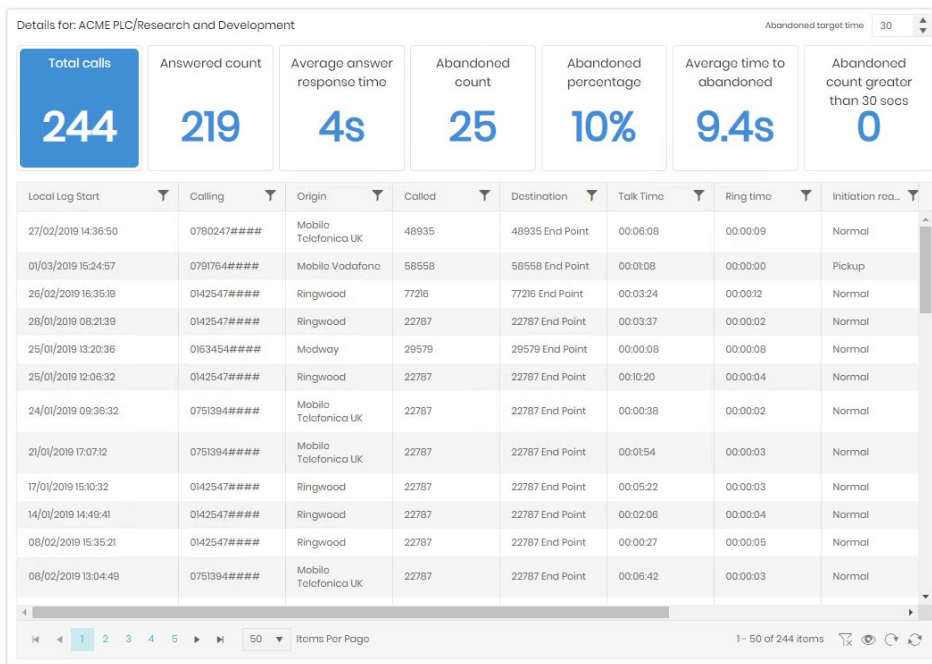 Details for: ACME PLC/Research and Development
Abandoned target time 30
Total calls
244
Answered count
219
Average answer
response time
4s
Abandoned
count
25
Abandoned
percentage
10%
Average time to
abandoned
9.4s
Abandoned
count greater
than 30 secs
0
Local Leg Start Calling Origin Called Destination Talk Time Ring time Initiation rea...
27/02/2019 14:36:50 0780247#### Mobile Telefonica UK 48935 48935 End Point 00:06:08 00:00:09 Normal
01/03/2019 15:24:57 0791764#### Mobile Vodafone 58558 58558 End Point 00:01:08 00:00:00 Pickup
26/02/2019 16:35:19 0142547#### Ringwood 77216 77216 End Point 00:03:24 00:00:12 Normal
28/01/2019 08:21:39 0142547#### Ringwood 22787 22787 End Point 00:03:37 00:00:02 Normal
25/01/2019 13:20:36 0163454#### Medway 29579 29579 End Point 00:00:08 00:00:08 Normal
25/01/2019 12:06:32 0142547#### Ringwood 22787 22787 End Point 00:10:20 00:00:04 Normal
24/01/2019 09:36:32 0751394#### Mobile Telefonica UK 22787 22787 End Point 00:00:38 00:00:02 Normal
21/01/2019 17:07:12 0751394#### Mobile Telefonica UK 22787 22787 End Point 00:01:54 00:00:03 Normal
17/01/2019 15:10:32 0142547#### Ringwood 22787 22787 End Point 00:05:22 00:00:03 Normal
14/01/2019 14:49:41 0142547#### Ringwood 22787 22787 End Point 00:02:06 00:00:04 Normal
08/02/2019 15:35:21 0142547#### Ringwood 22787 22787 End Point 00:00:27 00:00:05 Normal
08/02/2019 13:04:49 0751394#### Mobile Telefonica UK 22787 22787 End Point 00:06:42 00:00:03 Normal
1 2 3 4 5 50 Items Per Page 1 - 50 of 244 items